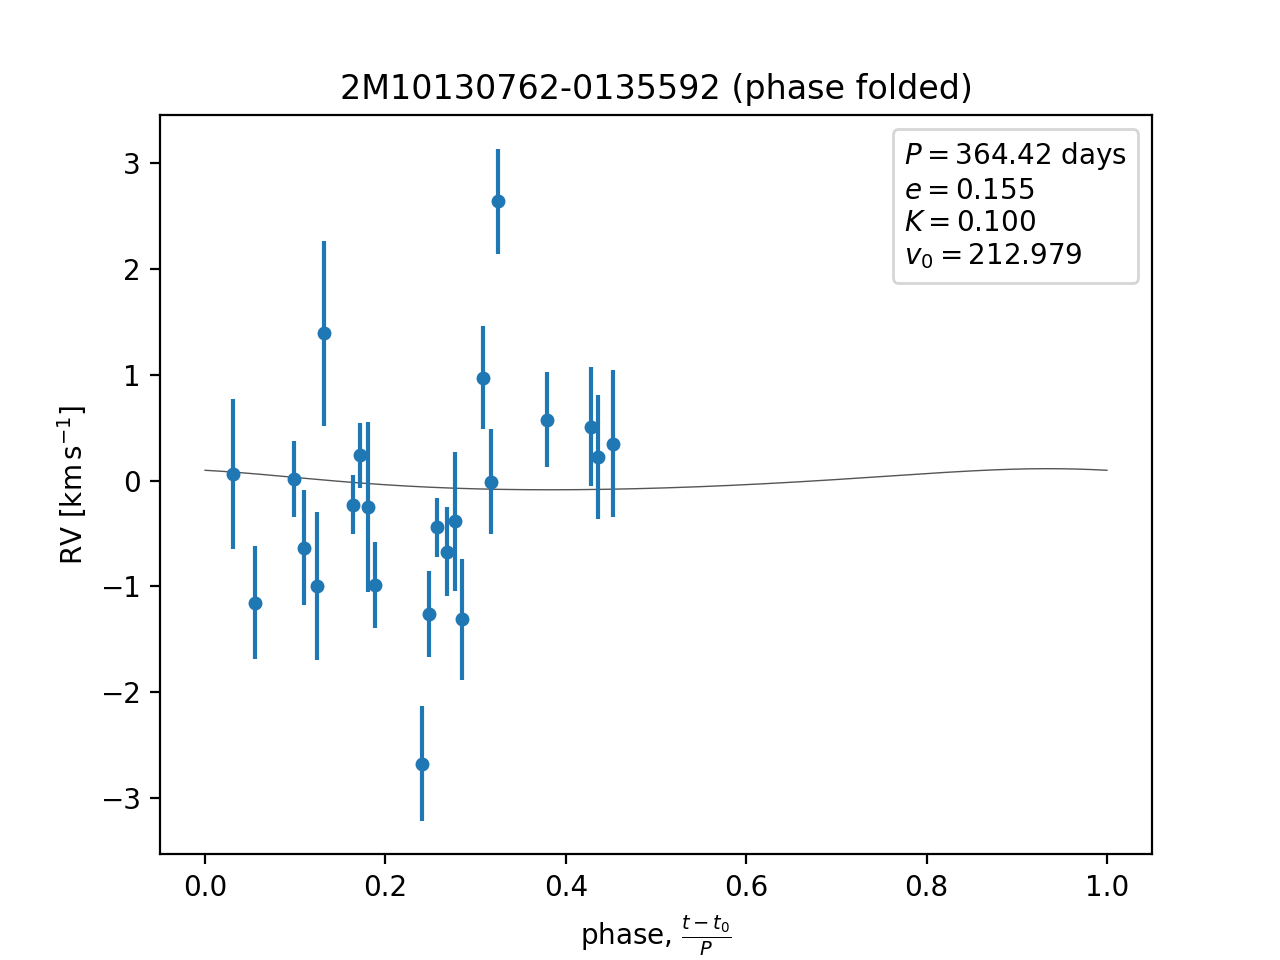 2M10130762-0135592 (phase folded)
P = 364.42 days
e = 0.155
K = 0.100
v₀ = 212.979
3
2
1
0
−1
−2
−3
RV [km s⁻¹]
0.0 0.2 0.4 0.6 0.8 1.0
phase, (t − t₀)/P